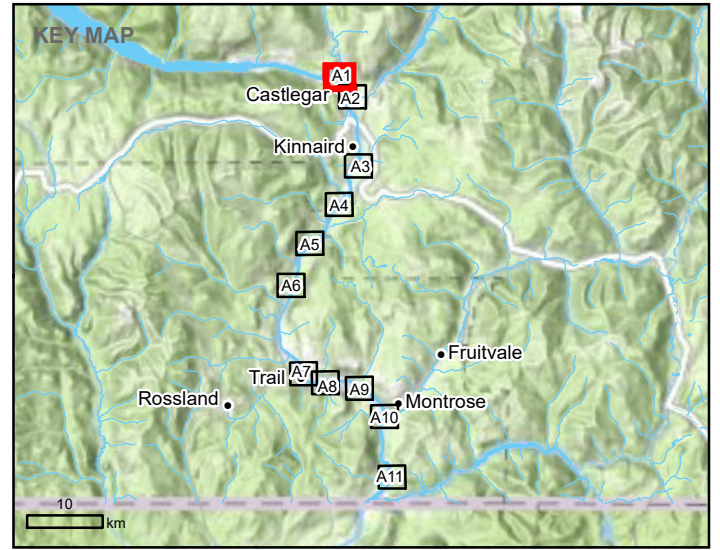 KEY MAP
A1
Castlegar
A2
Kinnaird
A3
A4
A5
A6
Fruitvale
Trail
A7
A8
A9
Rossland
Montrose
A10
A11
10
km